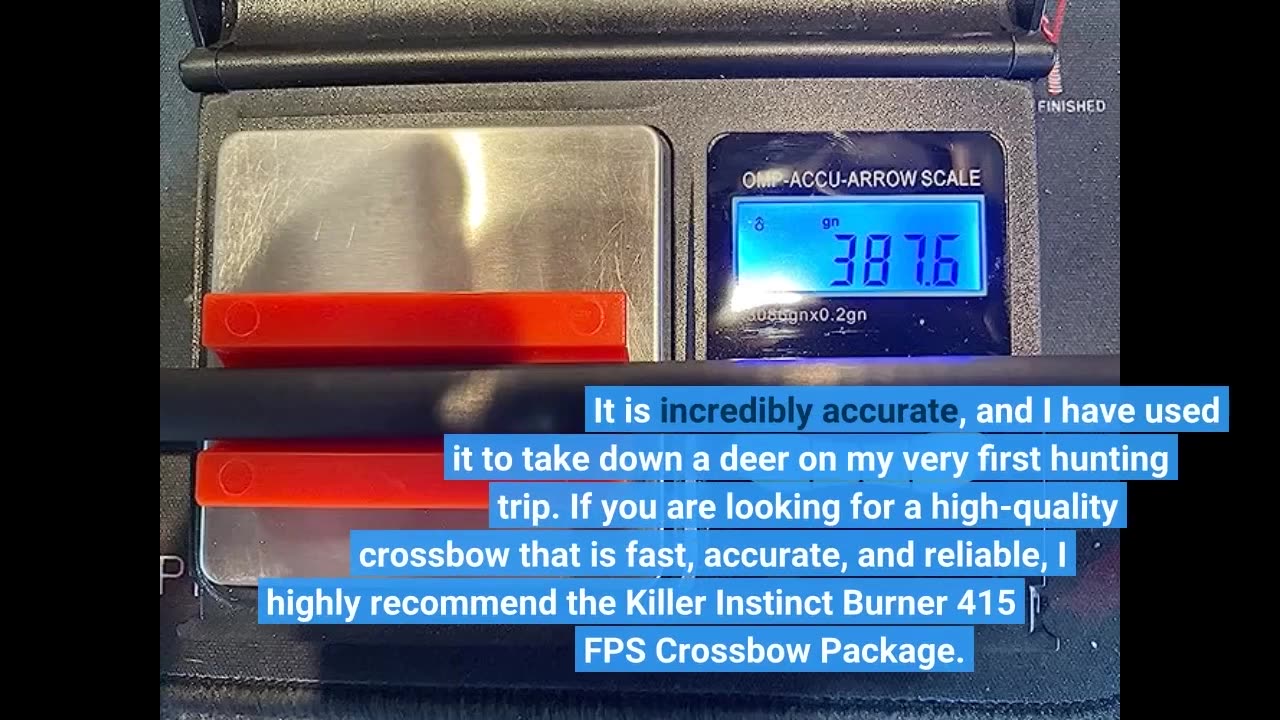 FINISHED
OMP-ACCU-ARROW SCALE
gn
387.6
3086gnx0.2gn
It is incredibly accurate, and I have used
it to take down a deer on my very first hunting
trip. If you are looking for a high-quality
crossbow that is fast, accurate, and reliable, I
highly recommend the Killer Instinct Burner 415
FPS Crossbow Package.
P